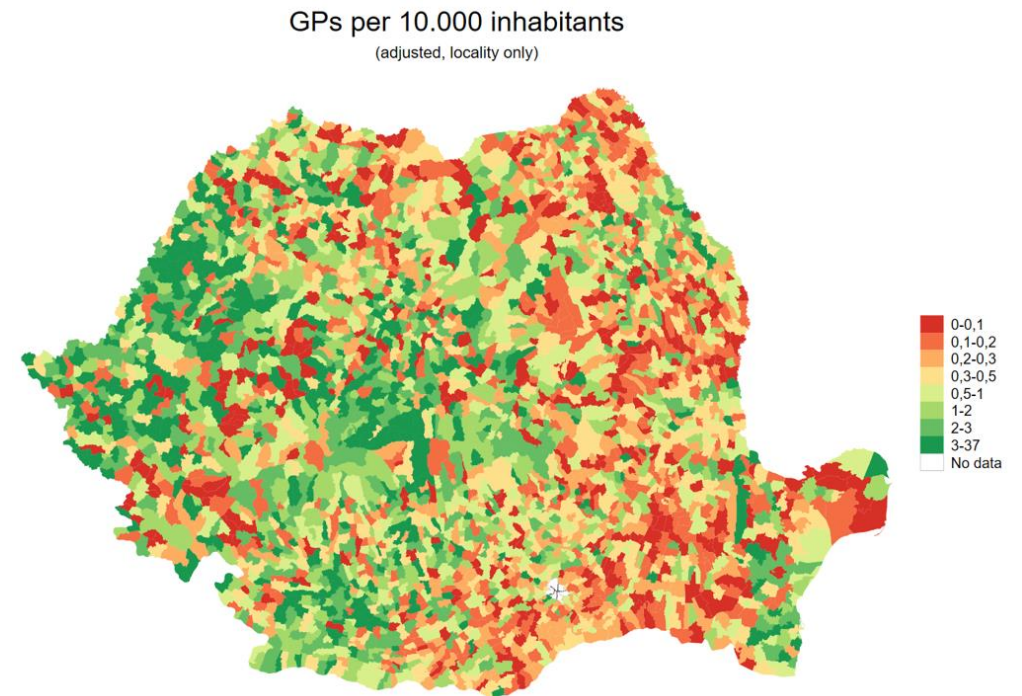 GPs per 10.000 inhabitants
(adjusted, locality only)
0-0,1
0,1-0,2
0,2-0,3
0,3-0,5
0,5-1
1-2
2-3
3-37
No data